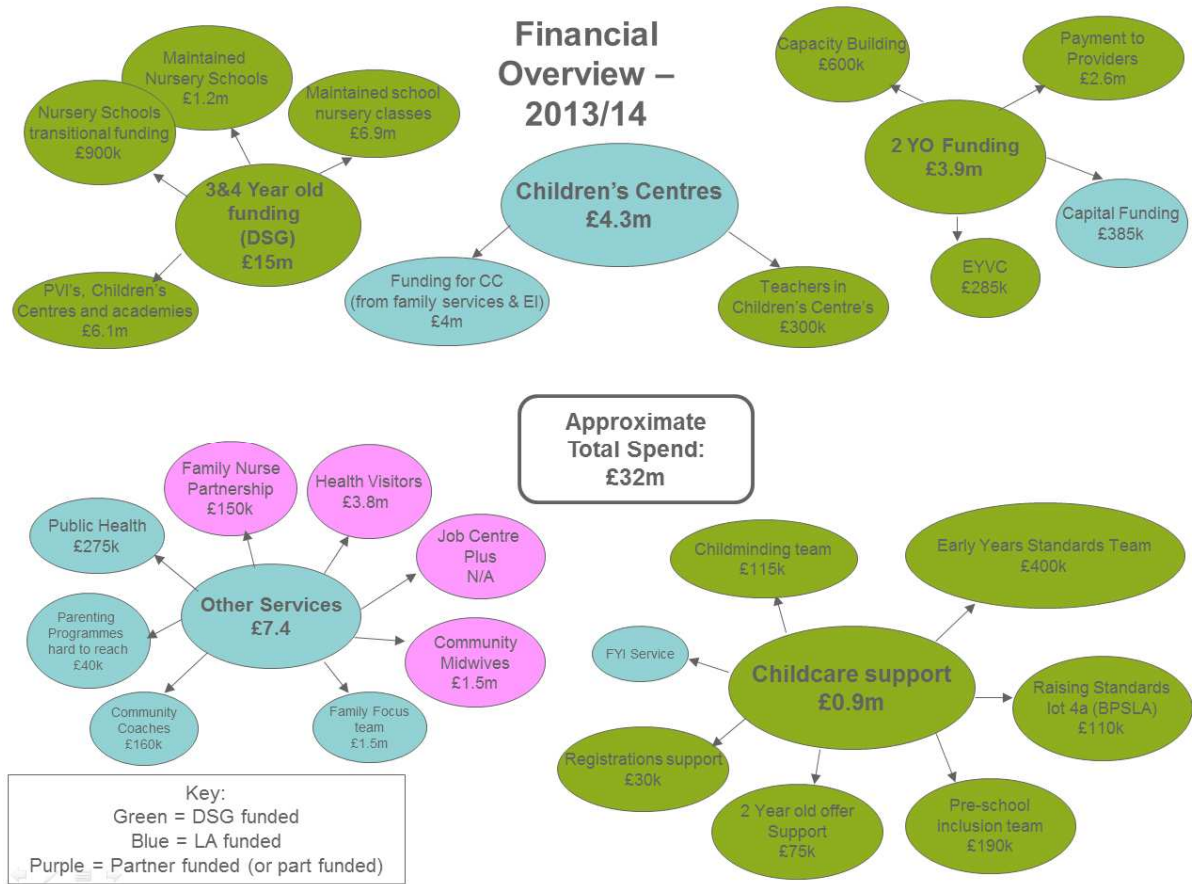 Financial
Overview –
2013/14
Maintained
Nursery Schools
£1.2m
Nursery Schools
transitional funding
£900k
Maintained school
nursery classes
£6.9m
3&4 Year old
funding
(DSG)
£15m
PVI's, Children's
Centres and academies
£6.1m
Children's Centres
£4.3m
Funding for CC
(from family services & EI)
£4m
Teachers in
Children's Centre's
£300k
Capacity Building
£600k
Payment to
Providers
£2.6m
2 YO Funding
£3.9m
Capital Funding
£385k
EYVC
£285k
Approximate
Total Spend:
£32m
Family Nurse
Partnership
£150k
Health Visitors
£3.8m
Public Health
£275k
Job Centre
Plus
N/A
Other Services
£7.4
Parenting
Programmes
hard to reach
£40k
Community
Midwives
£1.5m
Community
Coaches
£160k
Family Focus
team
£1.5m
Childminding team
£115k
Early Years Standards Team
£400k
FYI Service
Childcare support
£0.9m
Raising Standards
lot 4a (BPSLA)
£110k
Registrations support
£30k
2 Year old offer
Support
£75k
Pre-school
inclusion team
£190k
Key:
Green = DSG funded
Blue = LA funded
Purple = Partner funded (or part funded)